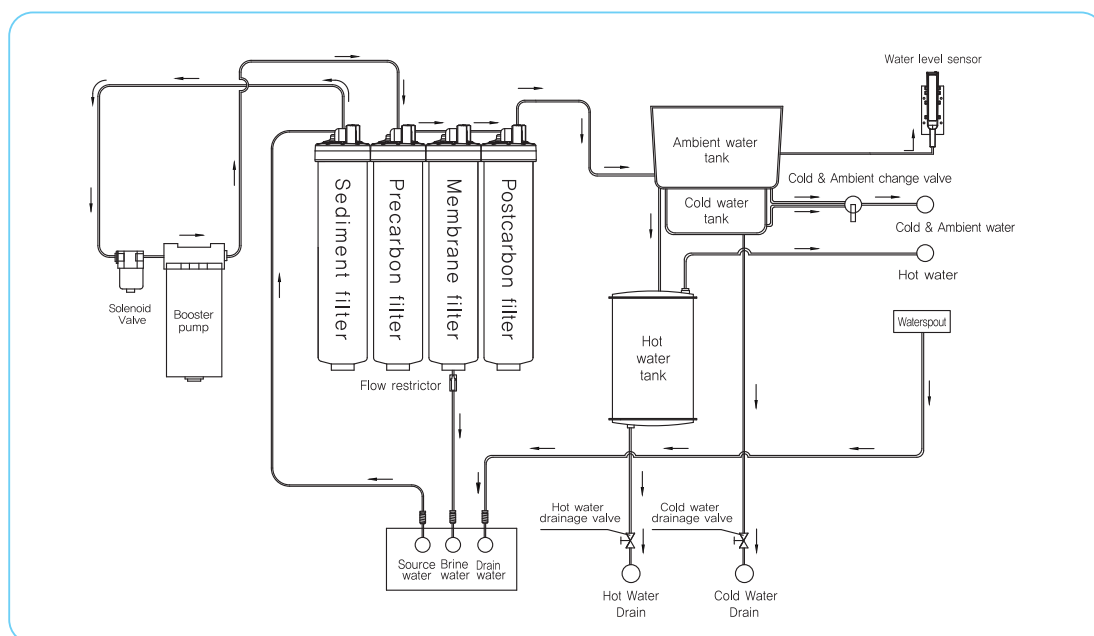 Water level sensor
Ambient water
tank
Cold & Ambient change valve
Cold water
tank
Cold & Ambient water
Hot water
Sediment filter
Precarbon filter
Membrane filter
Postcarbon filter
Solenoid
Valve
Booster
pump
Waterspout
Hot
water
tank
Flow restrictor
Hot water
drainage valve
Cold water
drainage valve
Source
water
Brine
water
Drain
water
Hot Water
Drain
Cold Water
Drain